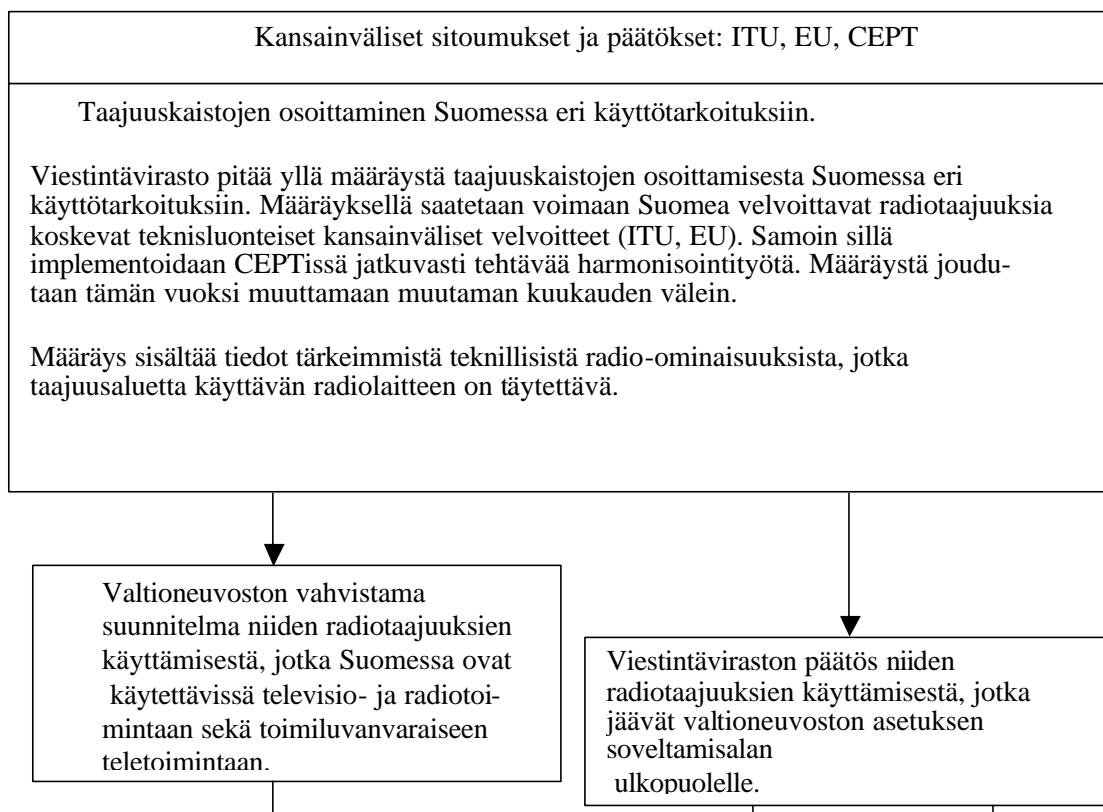 Kansainväliset sitoumukset ja päätökset: ITU, EU, CEPT
Taajuuskaistojen osoittaminen Suomessa eri käyttötarkoituksiin.
Viestintävirasto pitää yllä määräystä taajuuskaistojen osoittamisesta Suomessa eri
käyttötarkoituksiin. Määräyksellä saatetaan voimaan Suomea velvoittavat radiotaajuuksia
koskevat teknisluonteiset kansainväliset velvoitteet (ITU, EU). Samoin sillä
implementoidaan CEPTissä jatkuvasti tehtävää harmonisointityötä. Määräystä joudu-
taan tämän vuoksi muuttamaan muutaman kuukauden välein.
Määräys sisältää tiedot tärkeimmistä teknillisistä radio-ominaisuuksista, jotka
taajuusaluetta käyttävän radiolaitteen on täytettävä.
Valtioneuvoston vahvistama
suunnitelma niiden radiotaajuuksien
käyttämisestä, jotka Suomessa ovat
käytettävissä televisio- ja radiotoi-
mintaan sekä toimiluvanvaraiseen
teletoimintaan.
Viestintäviraston päätös niiden
radiotaajuuksien käyttämisestä, jotka
jäävät valtioneuvoston asetuksen
soveltamisalan
ulkopuolelle.